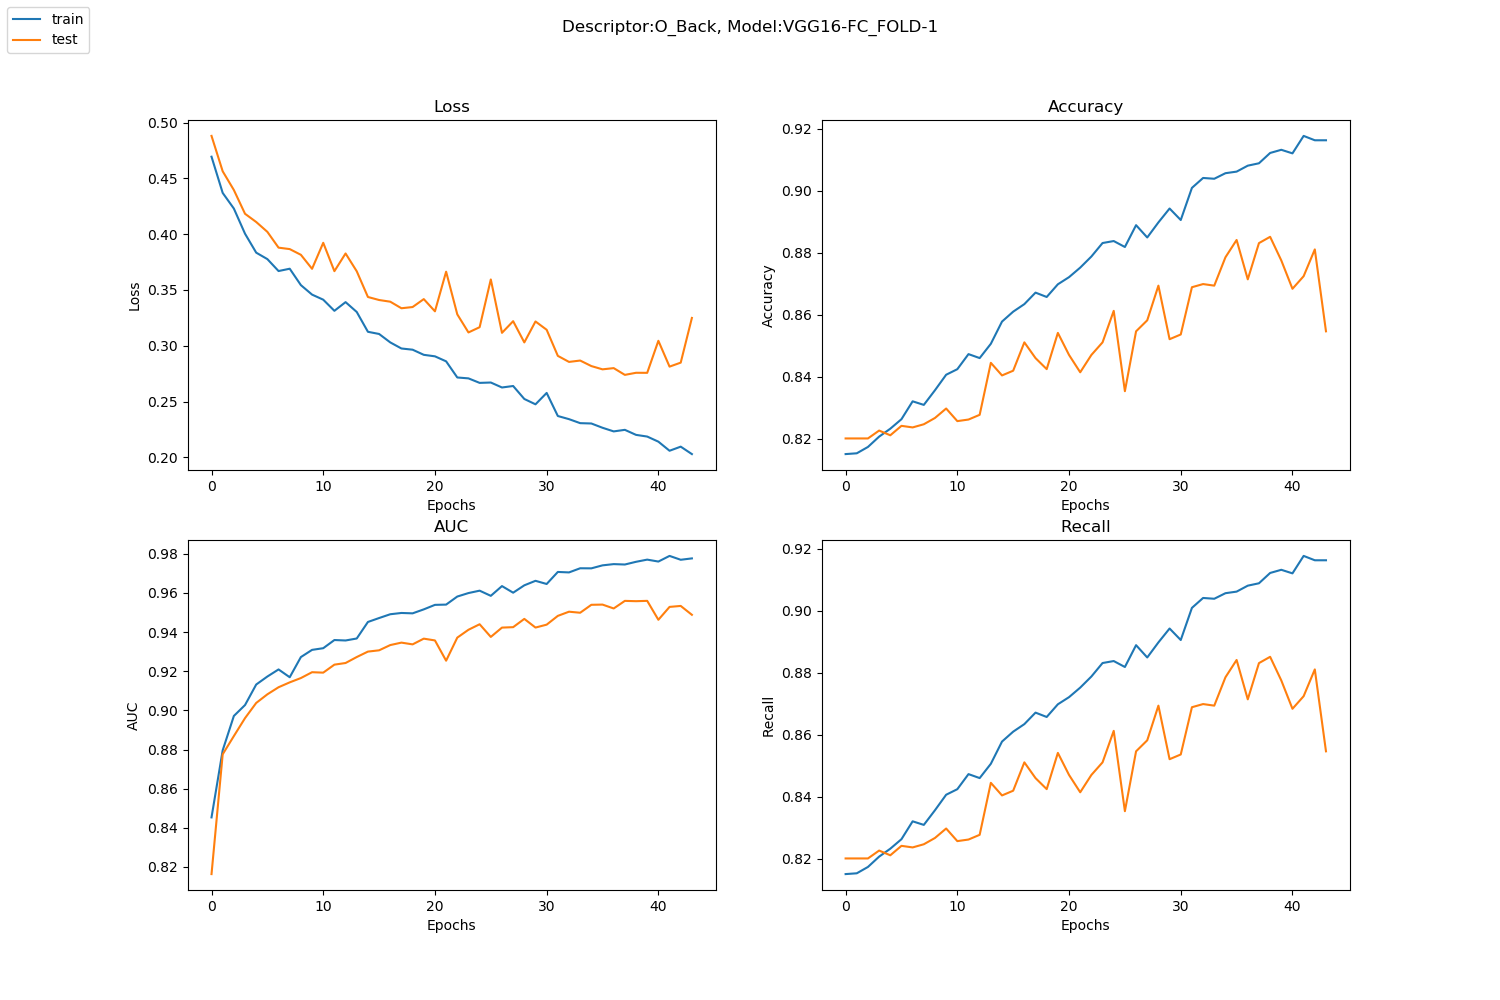 train
test
Descriptor:O_Back, Model:VGG16-FC_FOLD-1
Loss
0.50
0.45
0.40
0.35
0.30
0.25
0.20
Loss
0 10 20 30 40
Epochs
Accuracy
0.92
0.90
0.88
0.86
0.84
0.82
Accuracy
0 10 20 30 40
Epochs
AUC
0.98
0.96
0.94
0.92
0.90
0.88
0.86
0.84
0.82
AUC
0 10 20 30 40
Epochs
Recall
0.92
0.90
0.88
0.86
0.84
0.82
Recall
0 10 20 30 40
Epochs